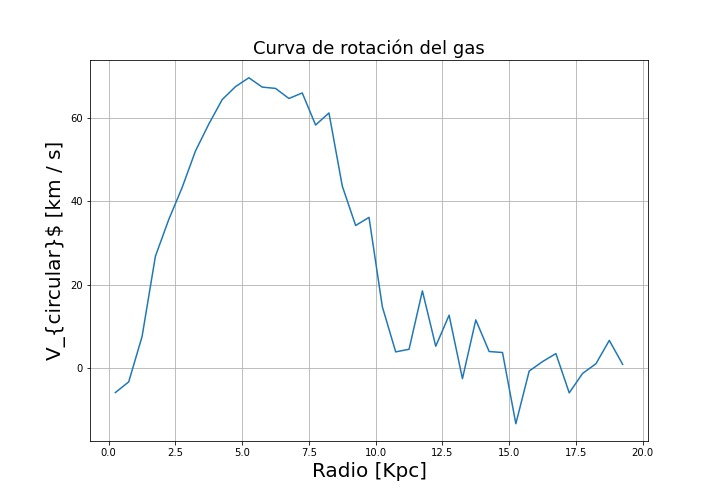 Curva de rotación del gas
V_{circular}$ [km / s]
60
40
20
0
0.0 2.5 5.0 7.5 10.0 12.5 15.0 17.5 20.0
Radio [Kpc]